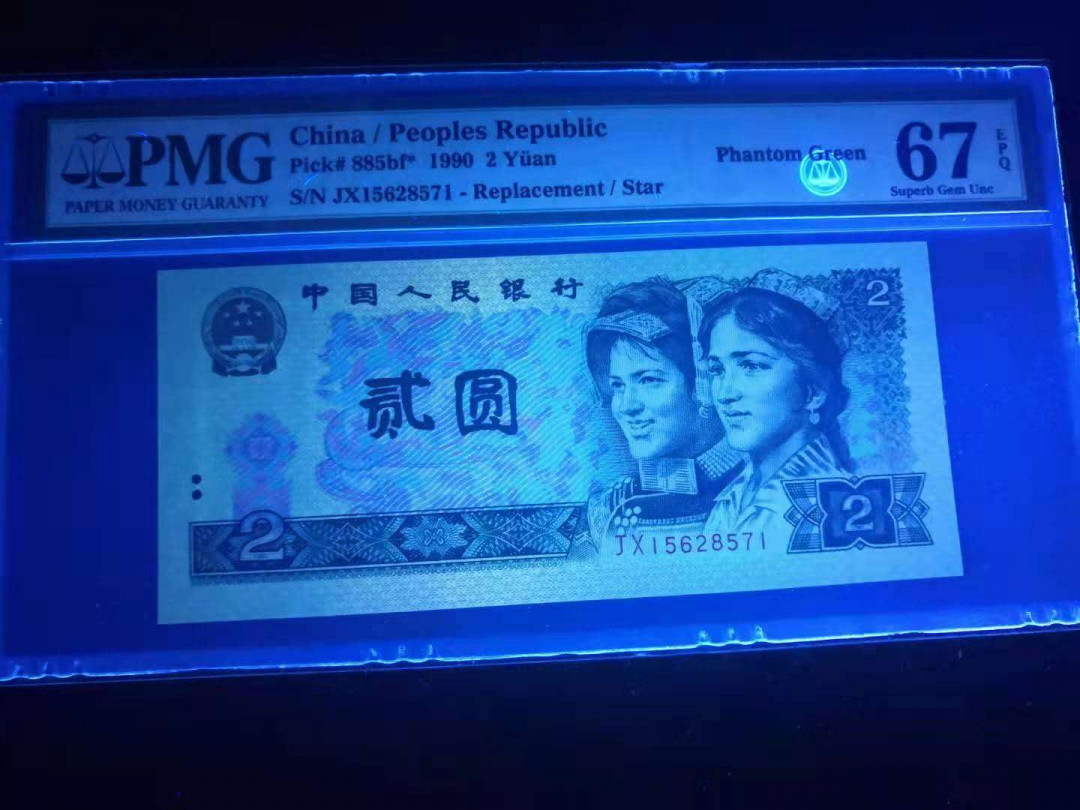 PMG
PAPER MONEY GUARANTY
China / Peoples Republic
Pick# 885bf* 1990 2 Yüan
S/N JX15628571 - Replacement / Star
Phantom Green
67
EPQ
Superb Gem Unc
中国人民银行
2
贰圆
2
2
JX15628571